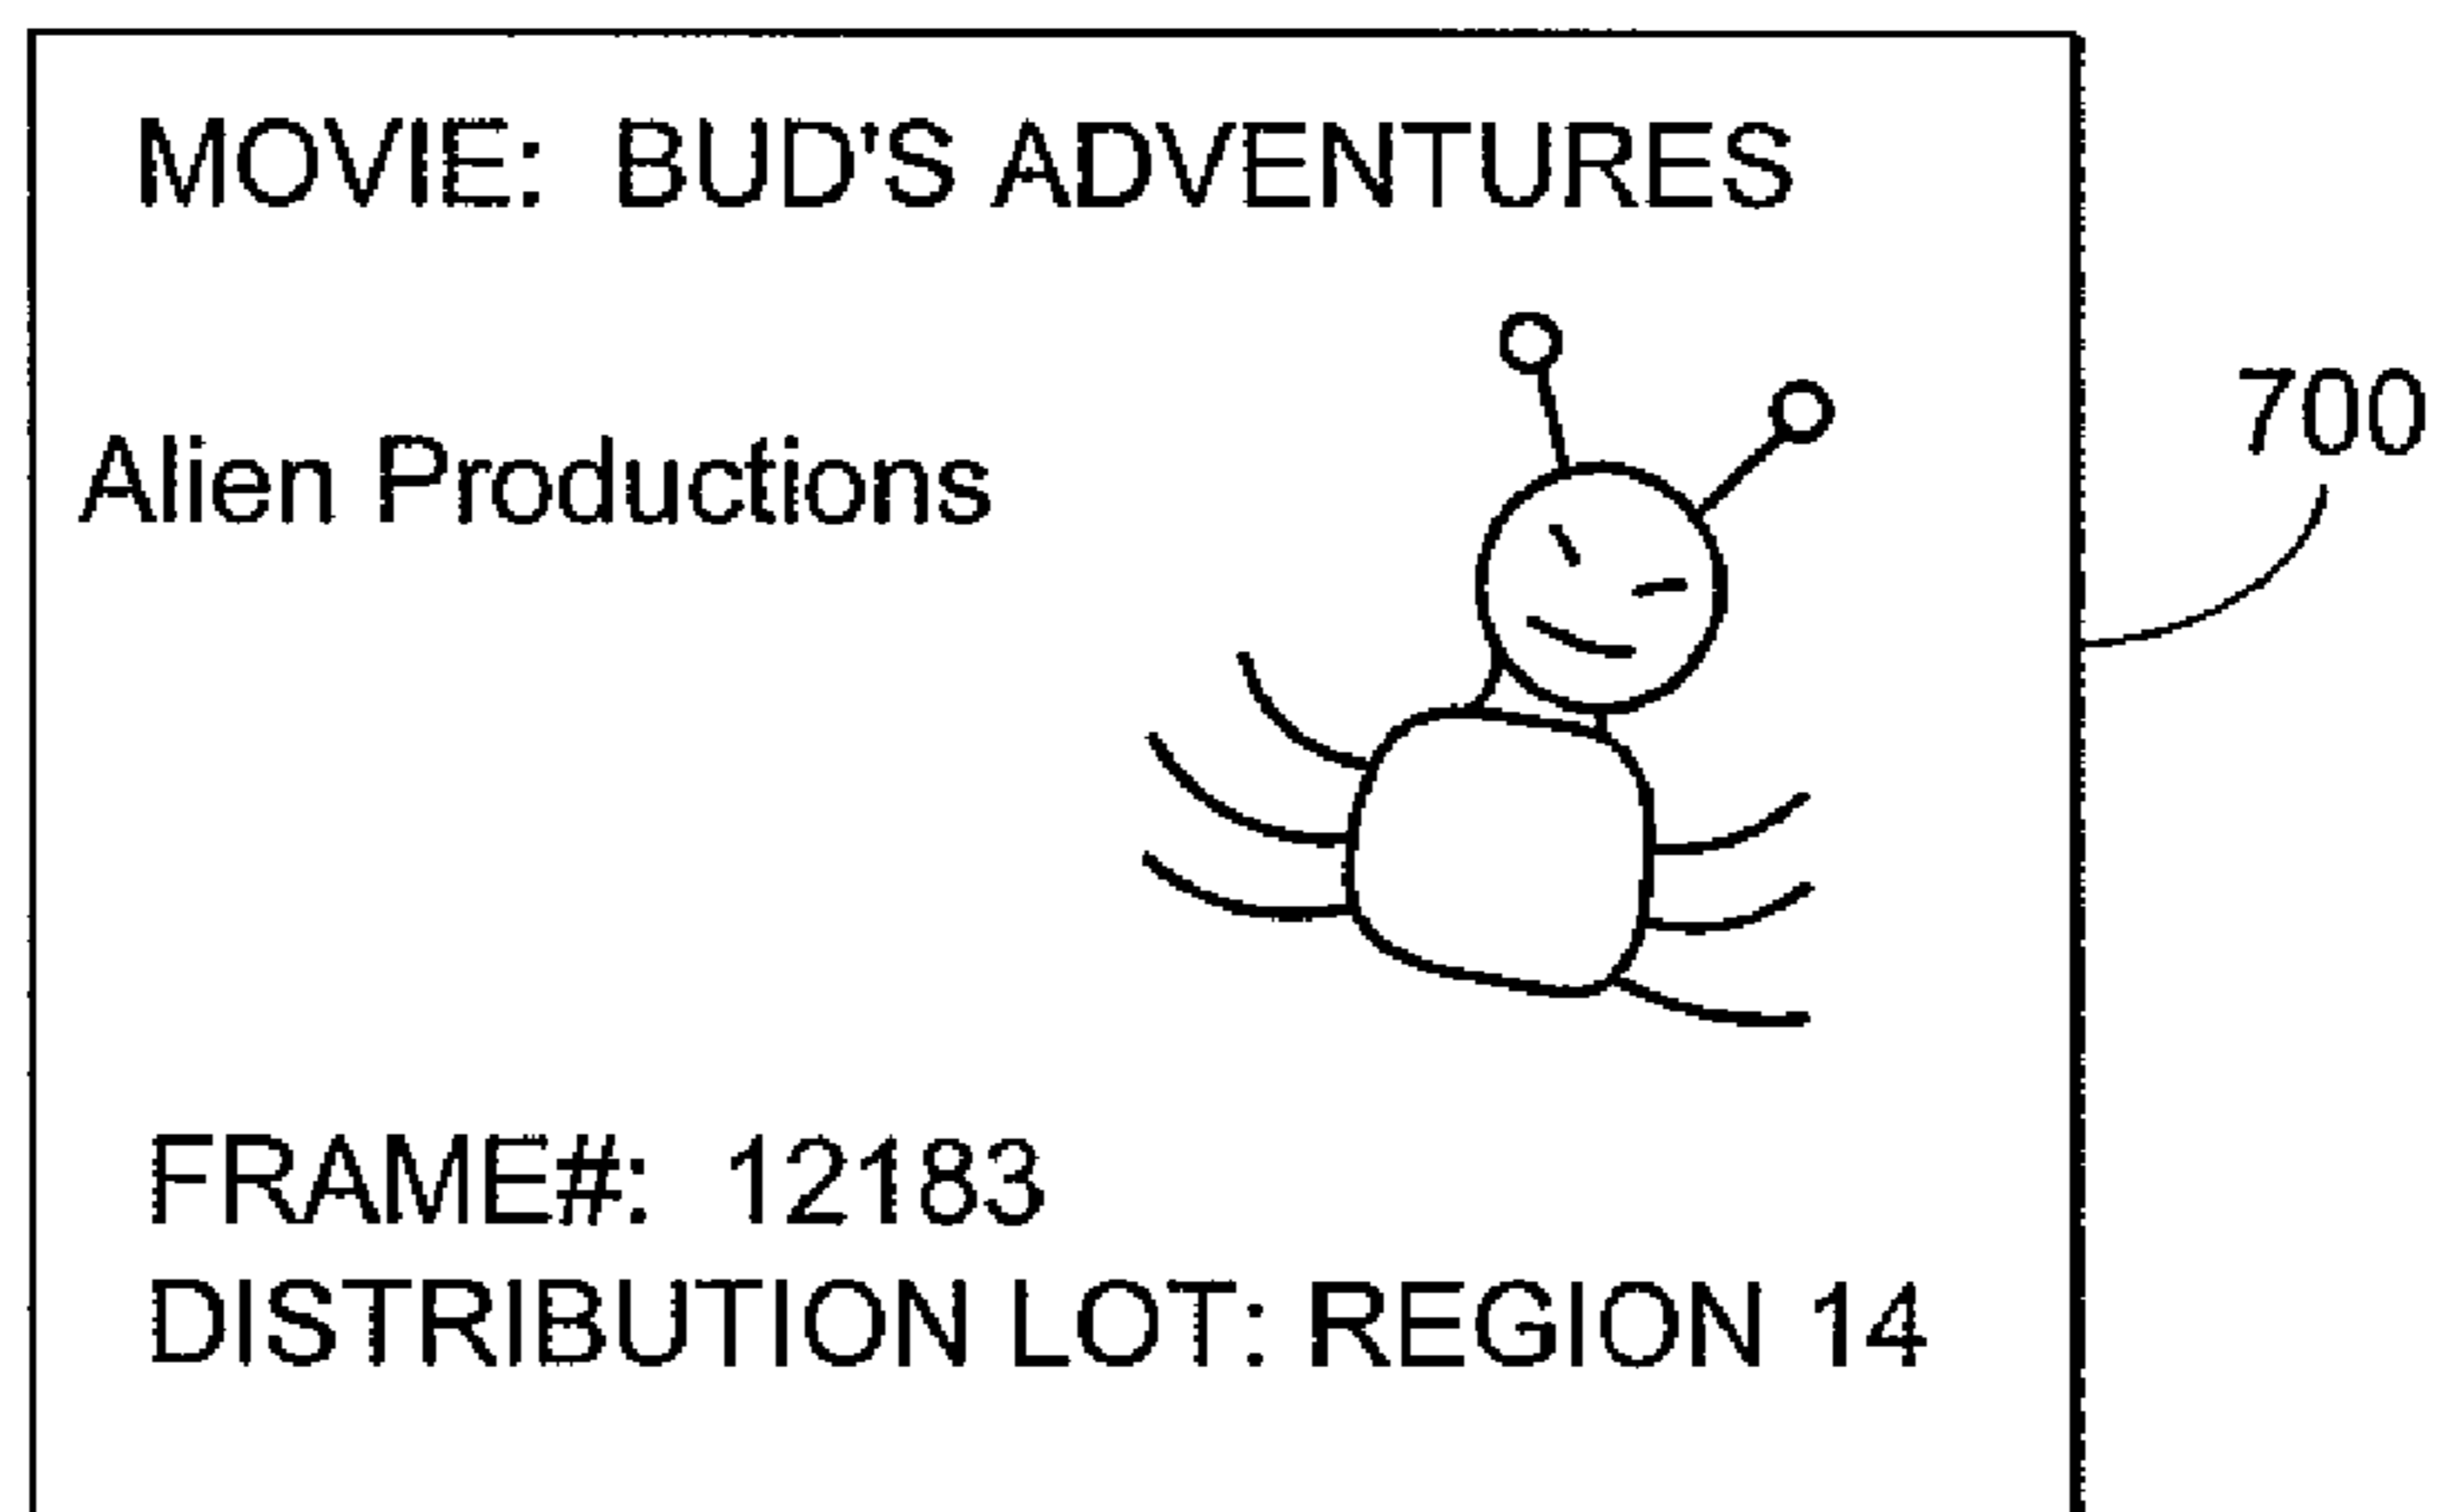 MOVIE: BUD'S ADVENTURES
Alien Productions
700
FRAME#: 12183
DISTRIBUTION LOT: REGION 14